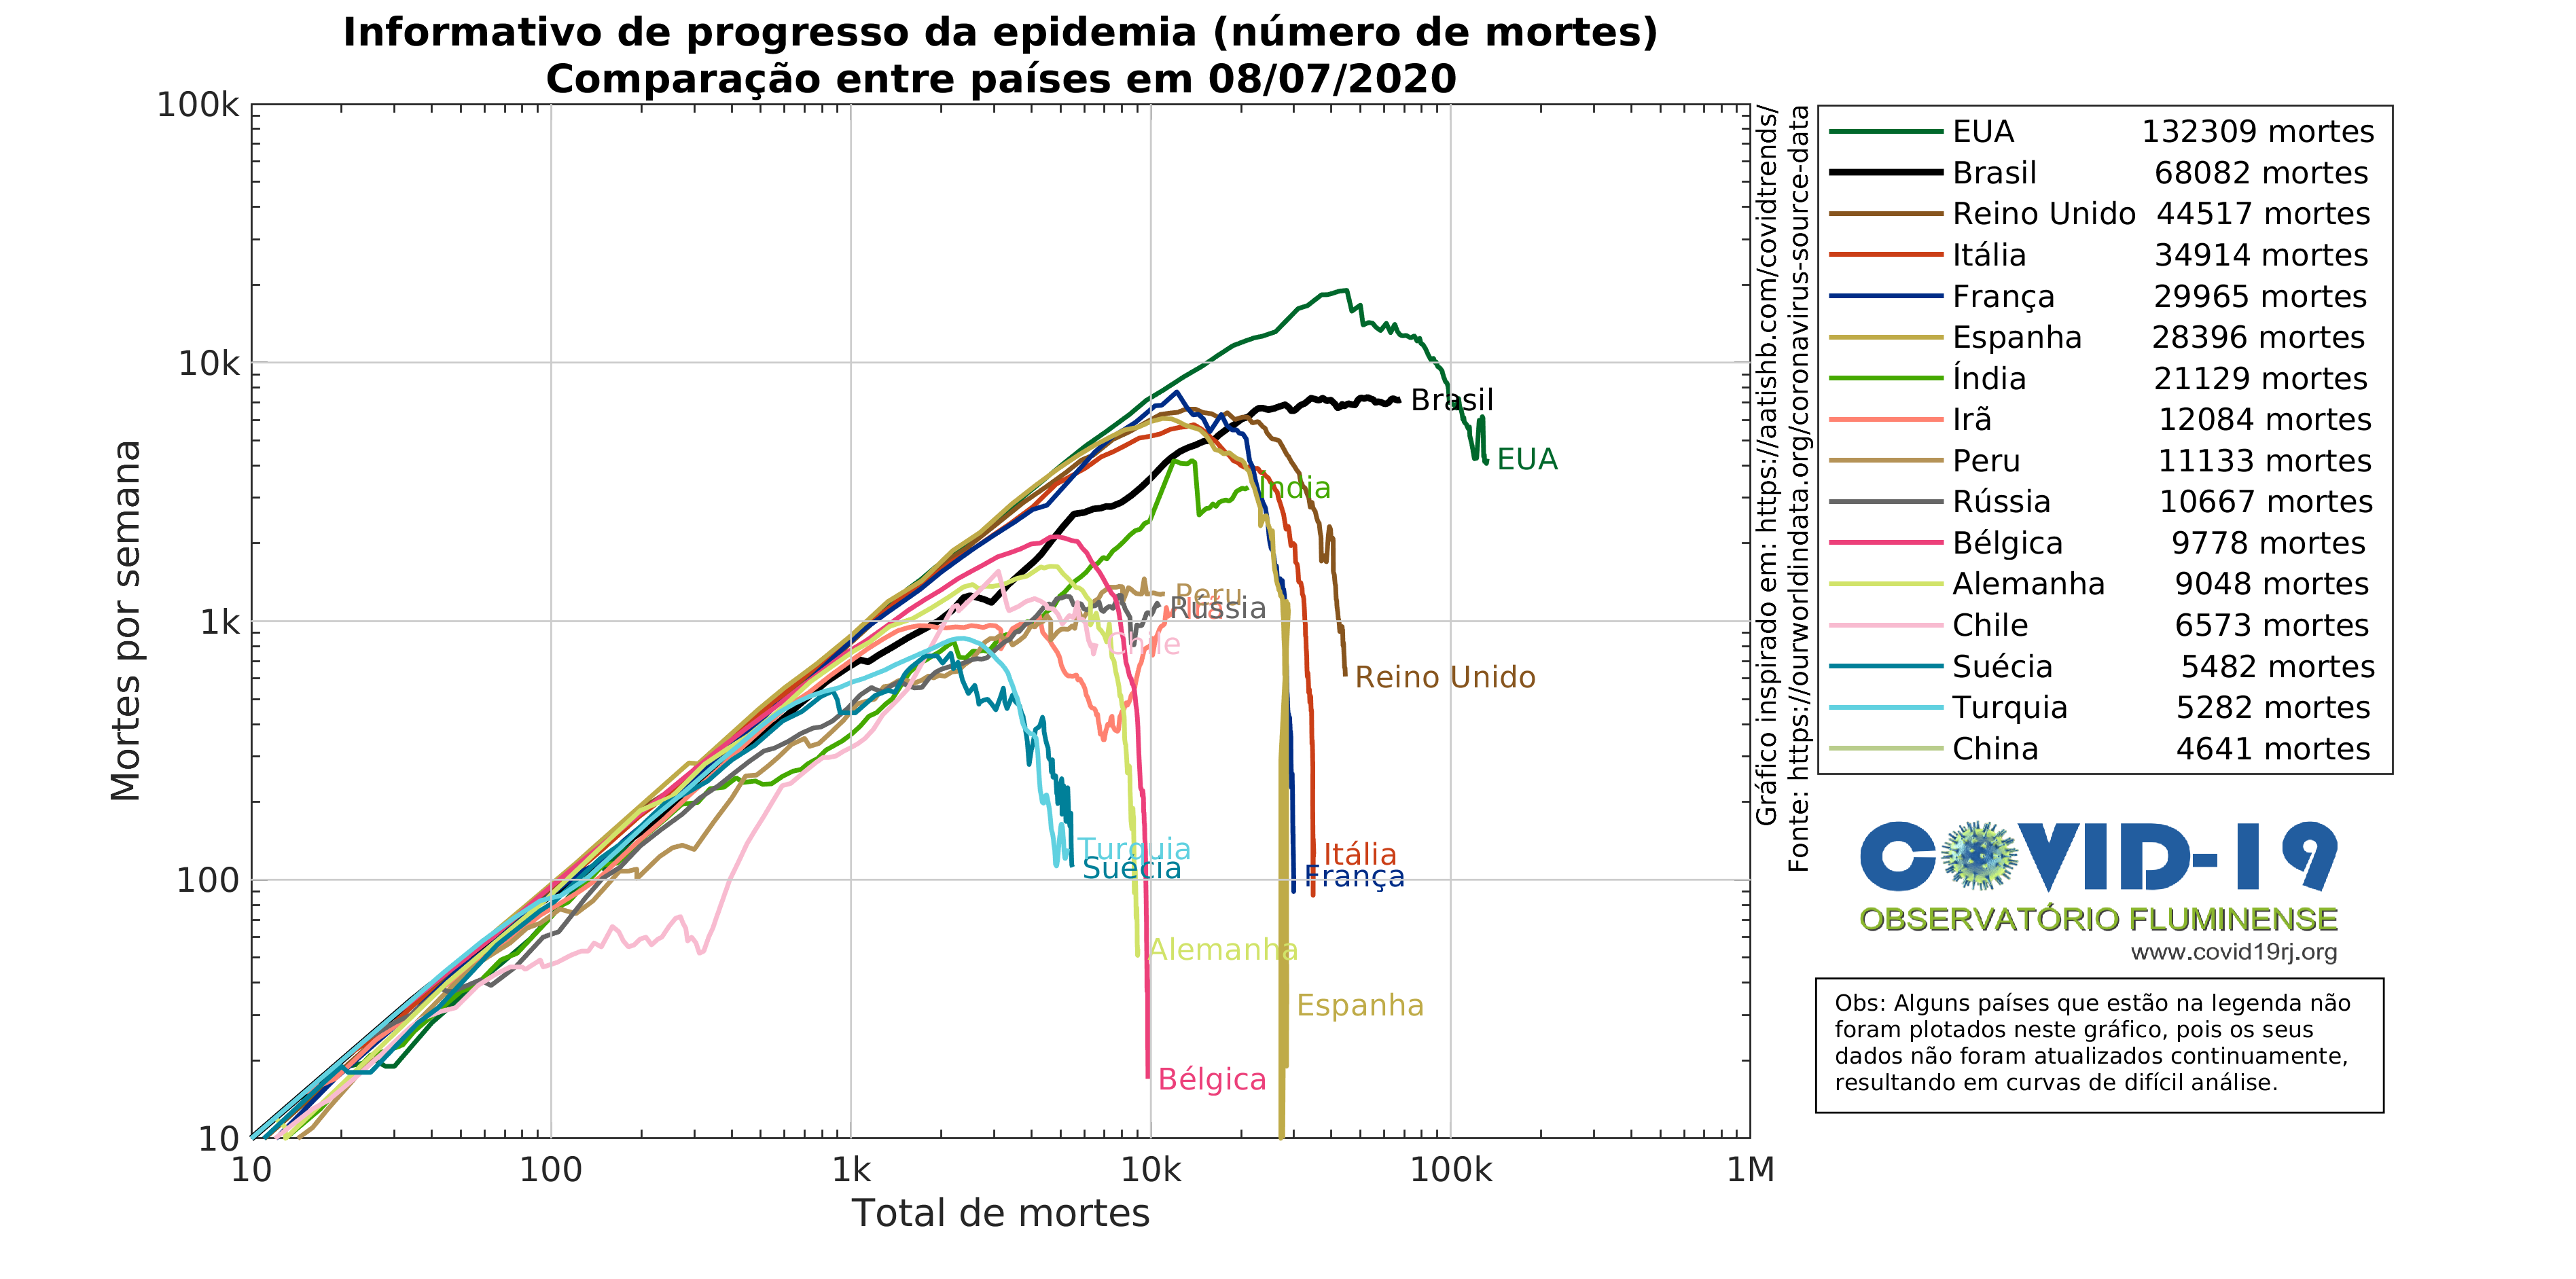 Informativo de progresso da epidemia (número de mortes)
Comparação entre países em 08/07/2020
100k
10k
1k
100
10
Mortes por semana
10 100 1k 10k 100k 1M
Total de mortes
Brasil
EUA
Índia
Peru
Irã
Rússia
Chile
Reino Unido
Turquia
Suécia
Itália
França
Alemanha
Espanha
Bélgica
Gráfico inspirado em: https://aatishb.com/covidtrends/
Fonte: https://ourworldindata.org/coronavirus-source-data
EUA 132309 mortes
Brasil 68082 mortes
Reino Unido 44517 mortes
Itália 34914 mortes
França 29965 mortes
Espanha 28396 mortes
Índia 21129 mortes
Irã 12084 mortes
Peru 11133 mortes
Rússia 10667 mortes
Bélgica 9778 mortes
Alemanha 9048 mortes
Chile 6573 mortes
Suécia 5482 mortes
Turquia 5282 mortes
China 4641 mortes
COVID-19
OBSERVATÓRIO FLUMINENSE
www.covid19rj.org
Obs: Alguns países que estão na legenda não
foram plotados neste gráfico, pois os seus
dados não foram atualizados continuamente,
resultando em curvas de difícil análise.